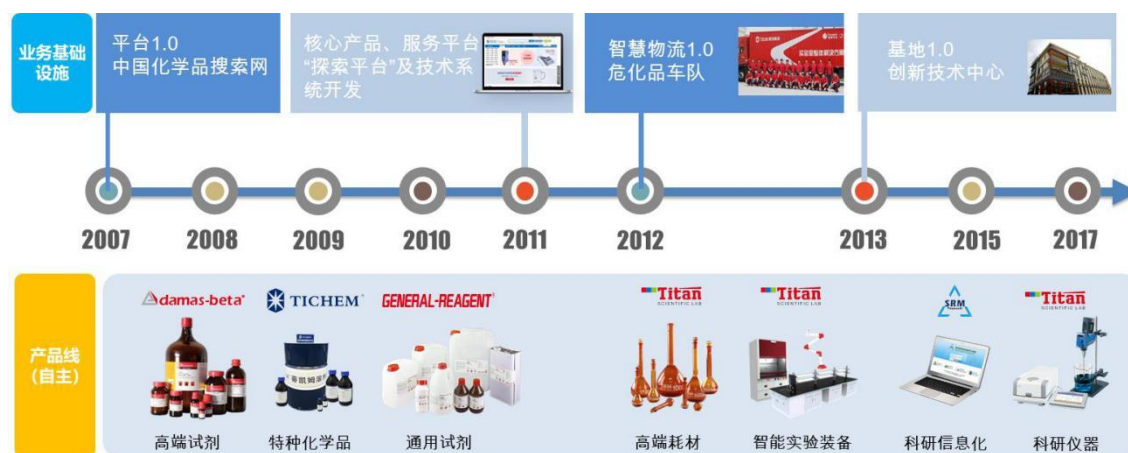 业务基础
设施
平台1.0
中国化学品搜索网
核心产品、服务平台
“探索平台”及技术系
统开发
智慧物流1.0
危化品车队
基地1.0
创新技术中心
2007
2008
2009
2010
2011
2012
2013
2015
2017
产品线
(自主)
damas-beta
TICHEM
GENERAL-REAGENT
Titan
SCIENTIFIC LAB
Titan
SCIENTIFIC LAB
SRM
Titan
SCIENTIFIC LAB
高端试剂
特种化学品
通用试剂
高端耗材
智能实验装备
科研信息化
科研仪器